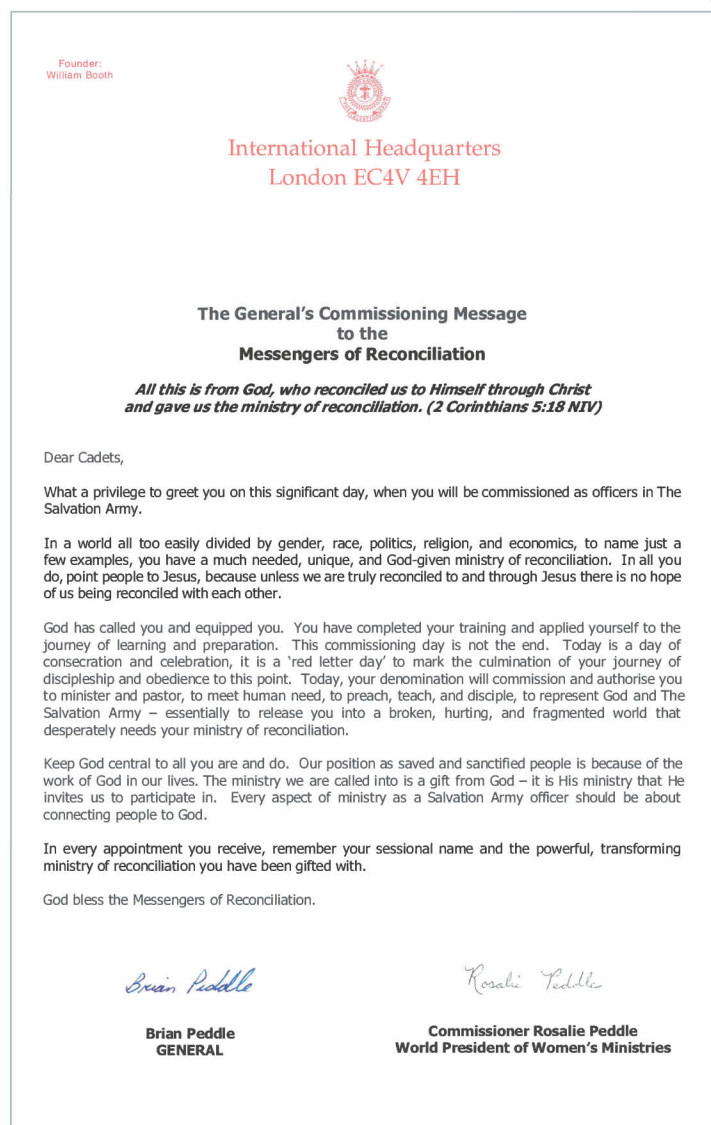 Founder:
William Booth
International Headquarters
London EC4V 4EH
The General’s Commissioning Message
to the
Messengers of Reconciliation
All this is from God, who reconciled us to Himself through Christ
and gave us the ministry of reconciliation. (2 Corinthians 5:18 NIV)
Dear Cadets,
What a privilege to greet you on this significant day, when you will be commissioned as officers in The
Salvation Army.
In a world all too easily divided by gender, race, politics, religion, and economics, to name just a
few examples, you have a much needed, unique, and God-given ministry of reconciliation. In all you
do, point people to Jesus, because unless we are truly reconciled to and through Jesus there is no hope
of us being reconciled with each other.
God has called you and equipped you. You have completed your training and applied yourself to the
journey of learning and preparation. This commissioning day is not the end. Today is a day of
consecration and celebration, it is a ‘red letter day’ to mark the culmination of your journey of
discipleship and obedience to this point. Today, your denomination will commission and authorise you
to minister and pastor, to meet human need, to preach, teach, and disciple, to represent God and The
Salvation Army – essentially to release you into a broken, hurting, and fragmented world that
desperately needs your ministry of reconciliation.
Keep God central to all you are and do. Our position as saved and sanctified people is because of the
work of God in our lives. The ministry we are called into is a gift from God – it is His ministry that He
invites us to participate in. Every aspect of ministry as a Salvation Army officer should be about
connecting people to God.
In every appointment you receive, remember your sessional name and the powerful, transforming
ministry of reconciliation you have been gifted with.
God bless the Messengers of Reconciliation.
Brian Peddle
Rosalie Peddle
Brian Peddle
GENERAL
Commissioner Rosalie Peddle
World President of Women’s Ministries